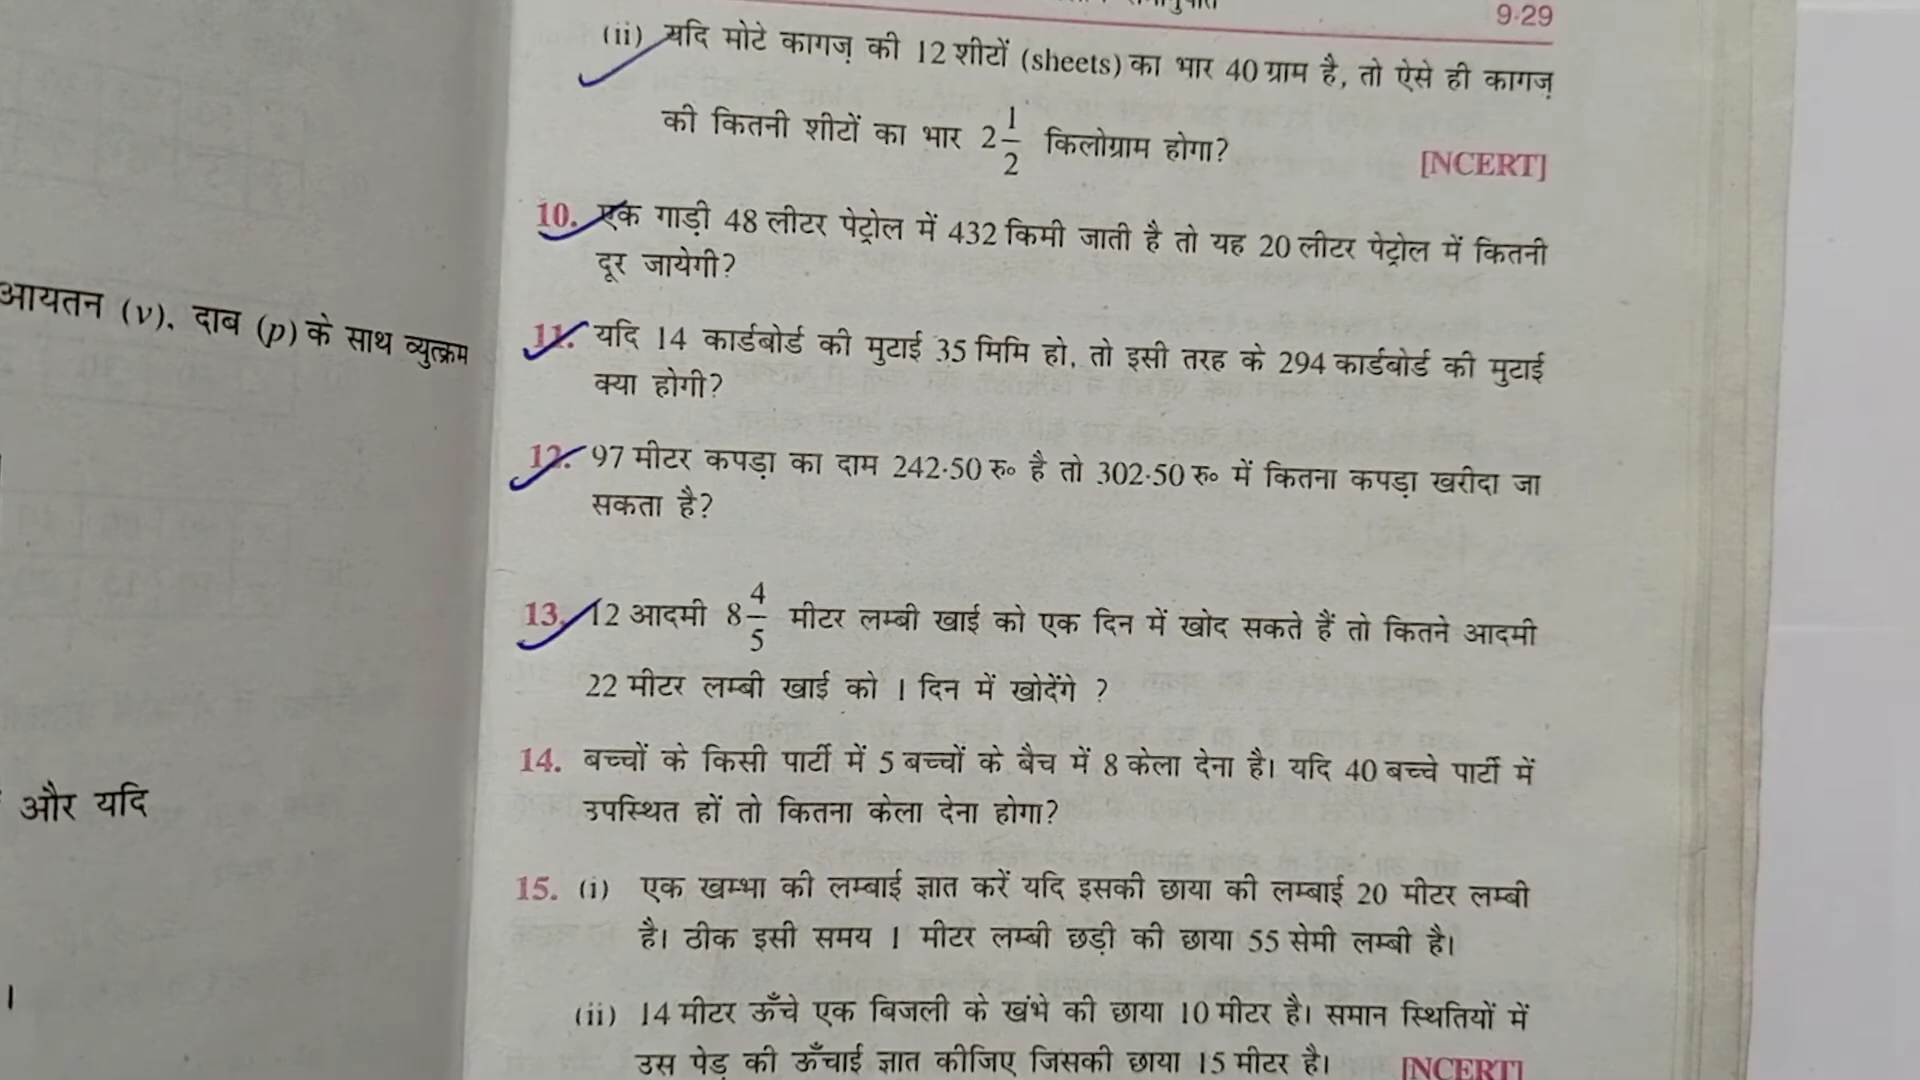 9·29
(ii) यदि मोटे कागज़ की 12 शीटों (sheets) का भार 40 ग्राम है, तो ऐसे ही कागज़
की कितनी शीटों का भार 2 1/2 किलोग्राम होगा?
[NCERT]
10. एक गाड़ी 48 लीटर पेट्रोल में 432 किमी जाती है तो यह 20 लीटर पेट्रोल में कितनी
दूर जायेगी?
आयतन (v), दाब (p) के साथ व्युत्क्रम
11. यदि 14 कार्डबोर्ड की मुटाई 35 मिमि हो, तो इसी तरह के 294 कार्डबोर्ड की मुटाई
क्या होगी?
12. 97 मीटर कपड़ा का दाम 242·50 रु० है तो 302·50 रु० में कितना कपड़ा खरीदा जा
सकता है?
13. 12 आदमी 8 4/5 मीटर लम्बी खाई को एक दिन में खोद सकते हैं तो कितने आदमी
22 मीटर लम्बी खाई को 1 दिन में खोदेंगे ?
14. बच्चों के किसी पार्टी में 5 बच्चों के बैच में 8 केला देना है। यदि 40 बच्चे पार्टी में
उपस्थित हों तो कितना केला देना होगा?
और यदि
15. (i) एक खम्भा की लम्बाई ज्ञात करें यदि इसकी छाया की लम्बाई 20 मीटर लम्बी
है। ठीक इसी समय 1 मीटर लम्बी छड़ी की छाया 55 सेमी लम्बी है।
(ii) 14 मीटर ऊँचे एक बिजली के खंभे की छाया 10 मीटर है। समान स्थितियों में
उस पेड़ की ऊँचाई ज्ञात कीजिए जिसकी छाया 15 मीटर है।
[NCERT]